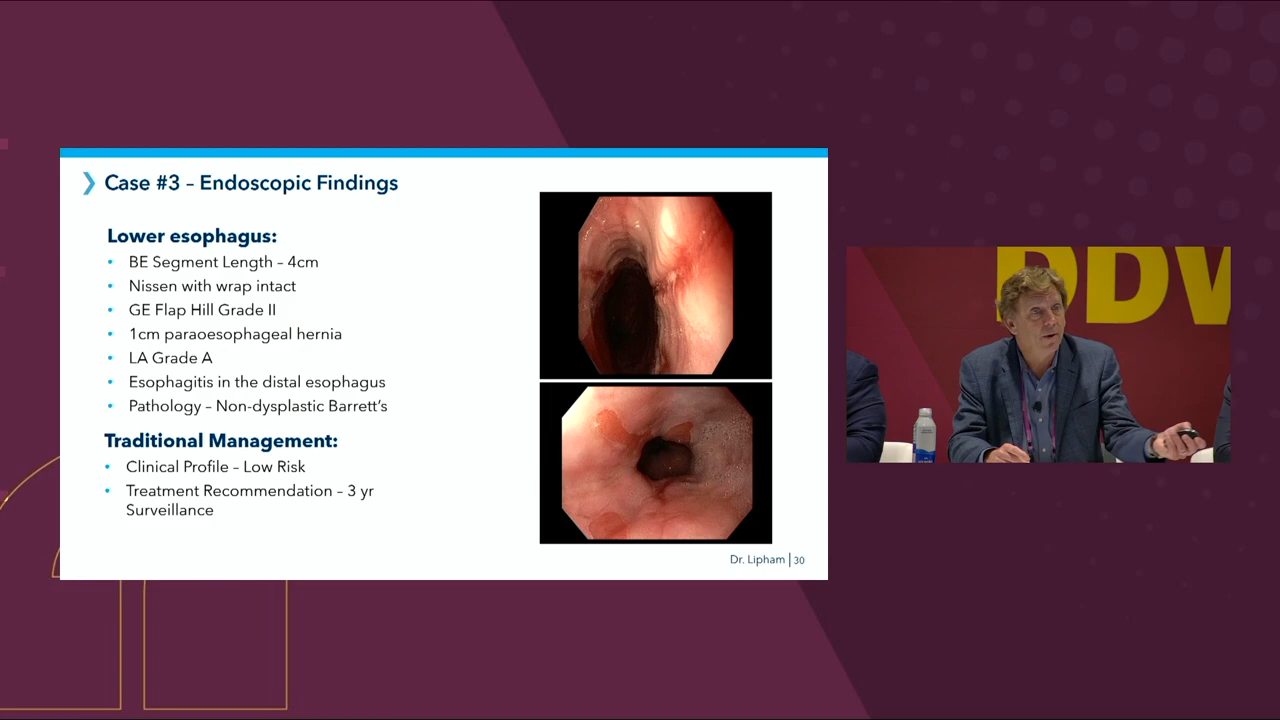 Case #3 – Endoscopic Findings
Lower esophagus:
• BE Segment Length – 4cm
• Nissen with wrap intact
• GE Flap Hill Grade II
• 1cm paraoesophageal hernia
• LA Grade A
• Esophagitis in the distal esophagus
• Pathology – Non-dysplastic Barrett's
Traditional Management:
• Clinical Profile – Low Risk
• Treatment Recommendation – 3 yr
Surveillance
Dr. Lipham | 30
DDW